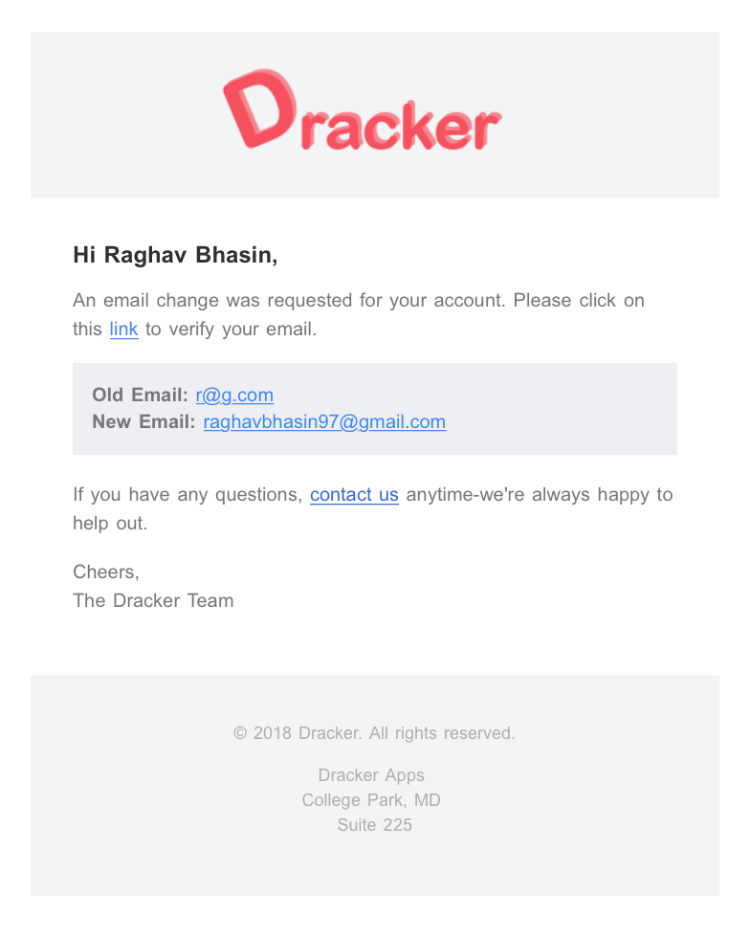 Dracker
Hi Raghav Bhasin,
An email change was requested for your account. Please click on
this link to verify your email.
Old Email: r@g.com
New Email: raghavbhasin97@gmail.com
If you have any questions, contact us anytime-we're always happy to
help out.
Cheers,
The Dracker Team
© 2018 Dracker. All rights reserved.
Dracker Apps
College Park, MD
Suite 225